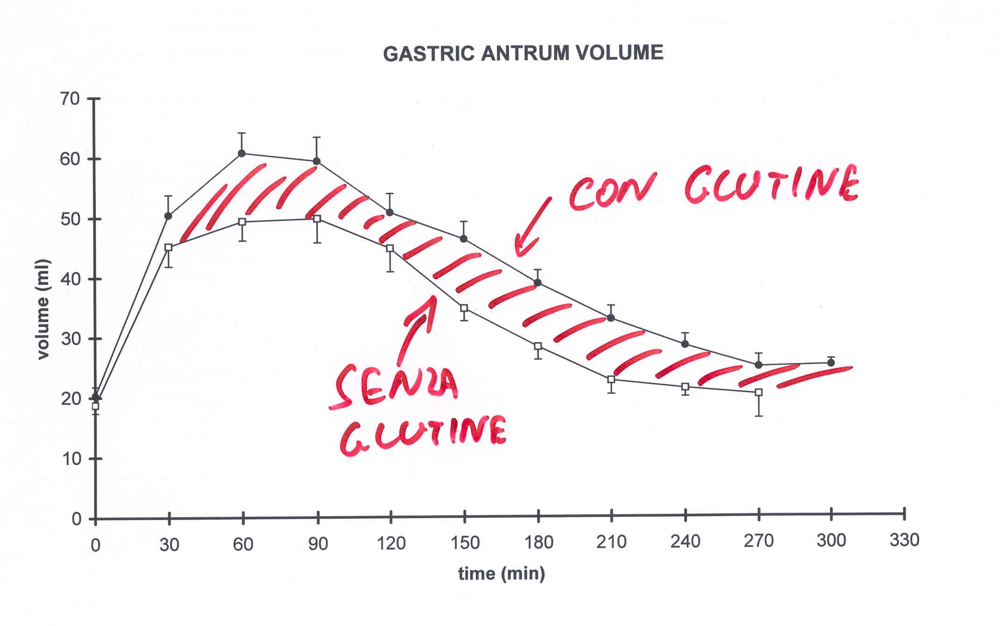 GASTRIC ANTRUM VOLUME
70
60
50
40
30
20
10
0
volume (ml)
CON GLUTINE
SENZA
GLUTINE
0 30 60 90 120 150 180 210 240 270 300 330
time (min)